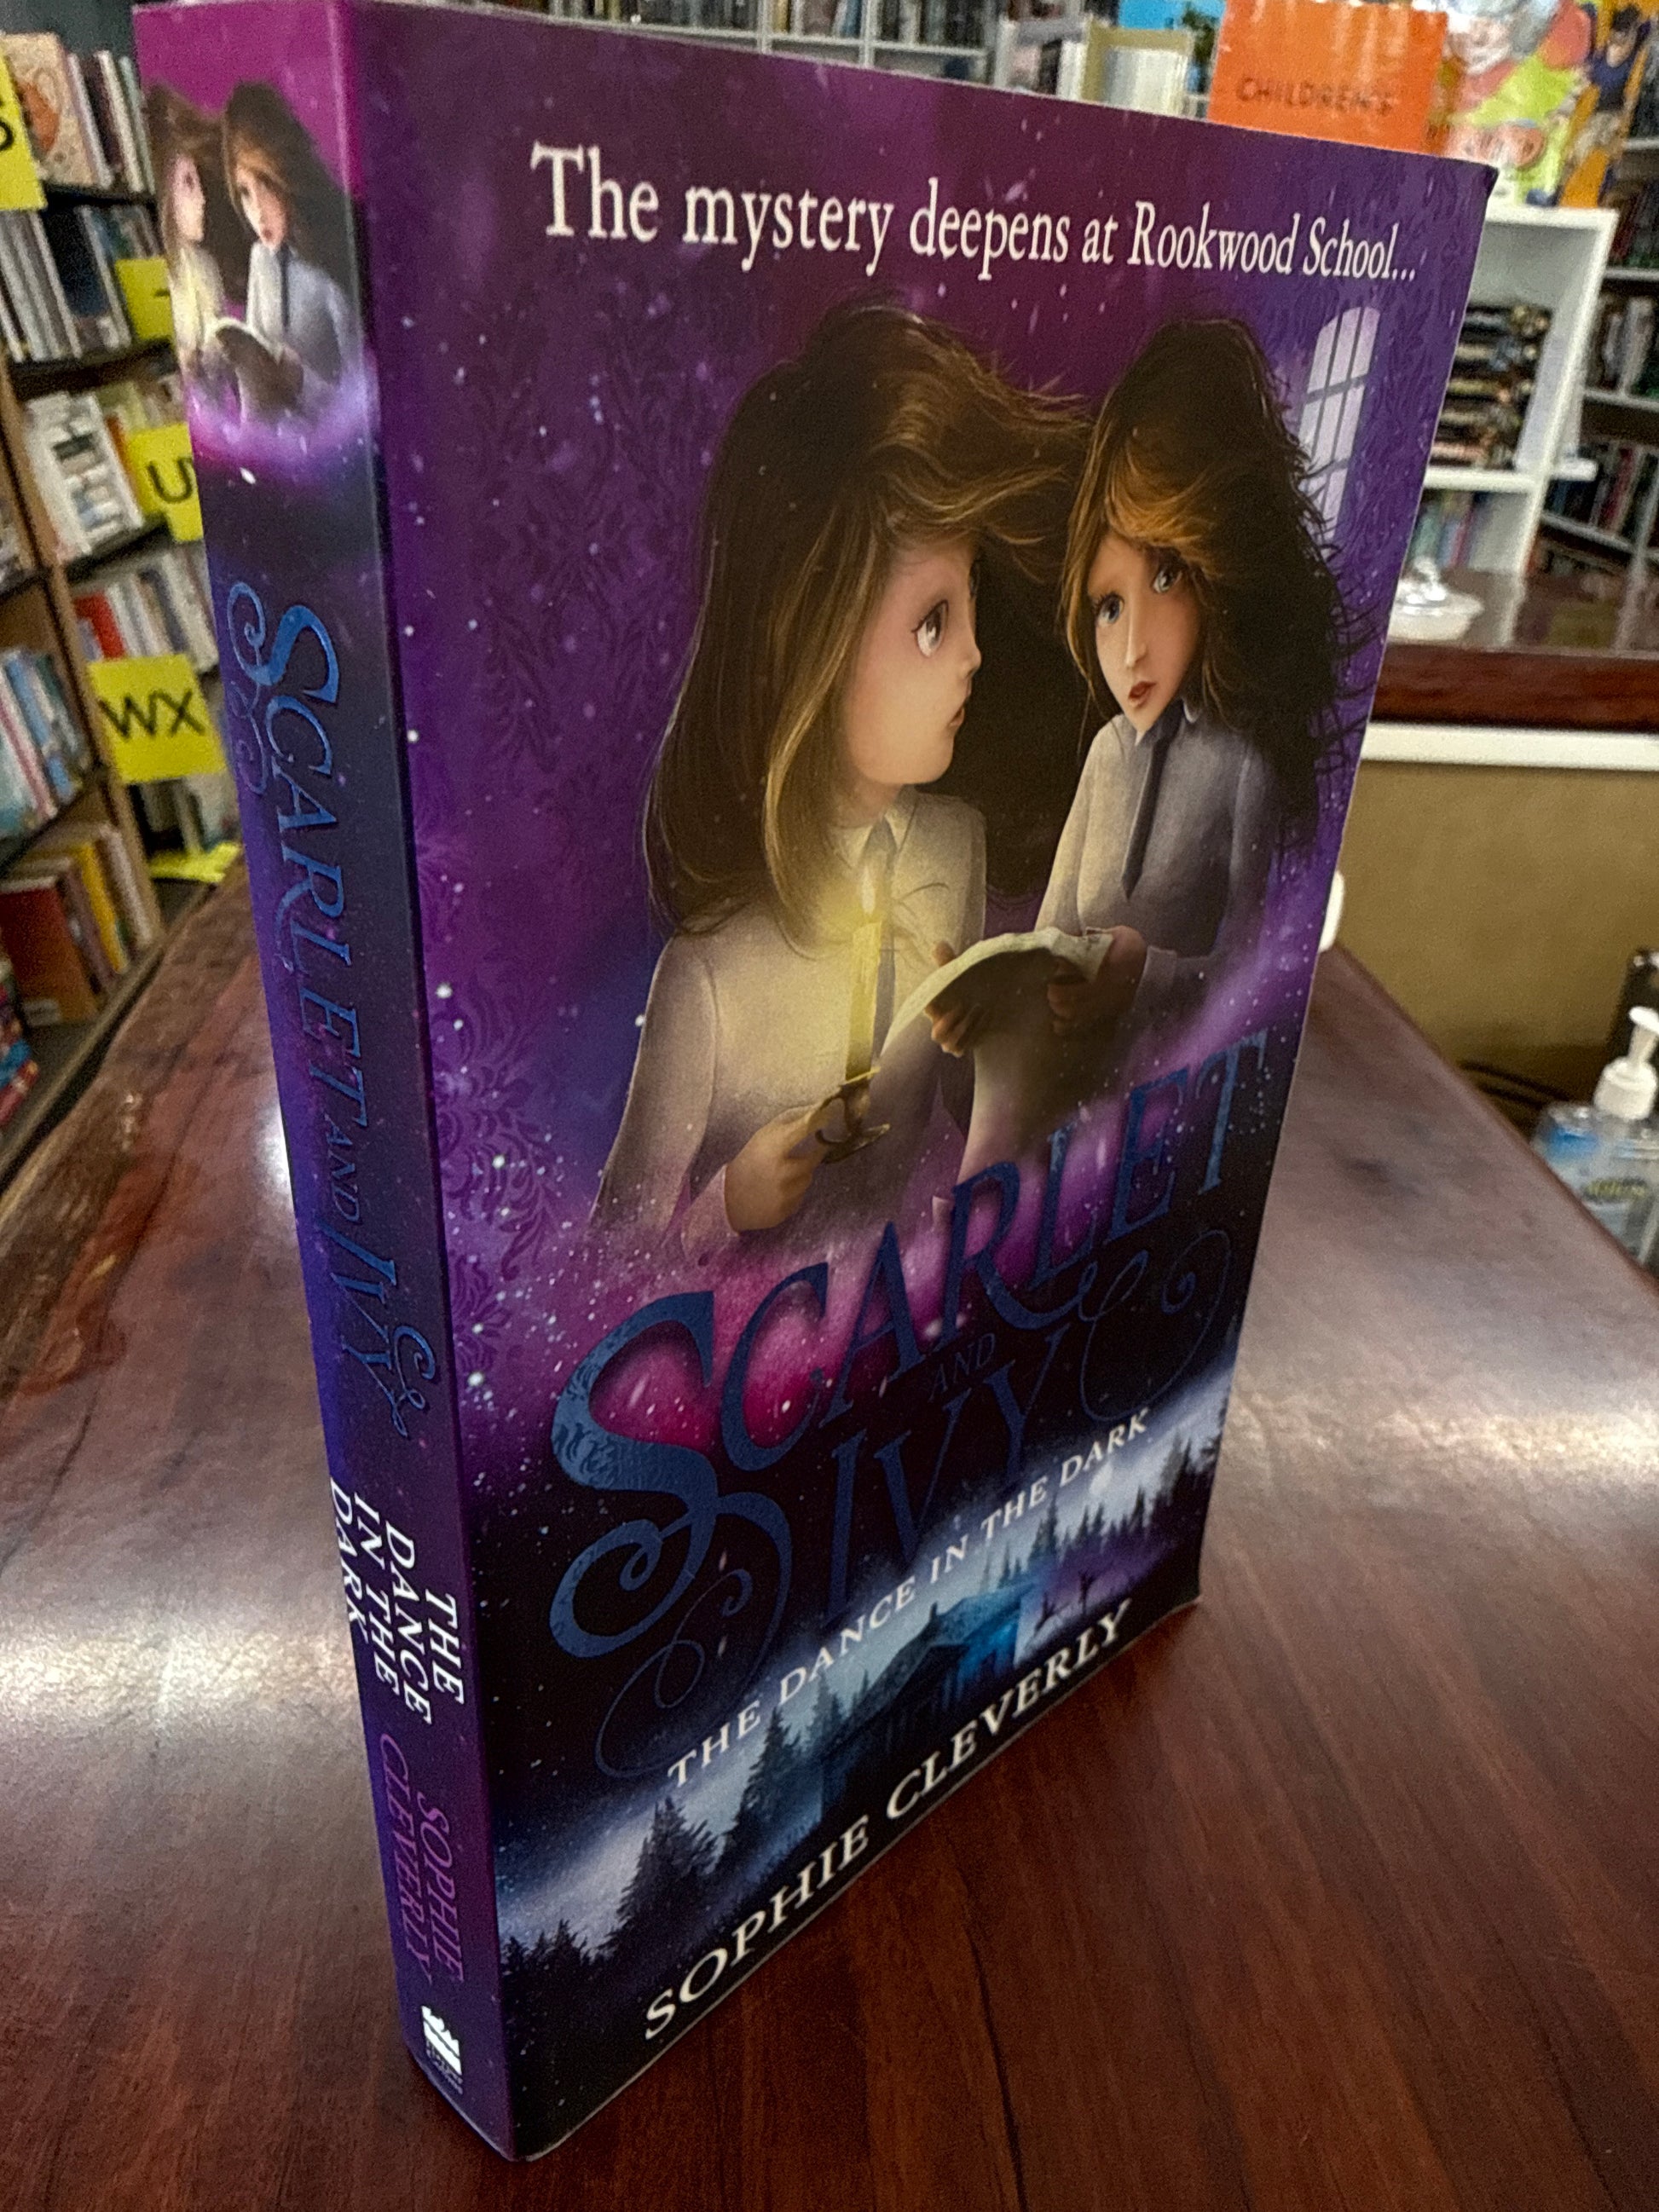 The mystery deepens at Rookwood School...
SCARLET
AND
IVY
THE DANCE IN THE DARK
SOPHIE CLEVERLY
SCARLET AND IVY
THE
DANCE
IN THE
DARK
SOPHIE
CLEVERLY
CHILDREN'S
U
WX